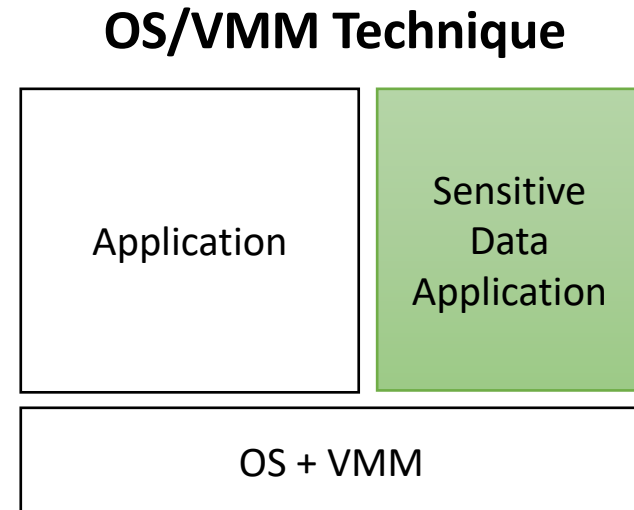 OS/VMM Technique
Application
Sensitive
Data
Application
OS + VMM